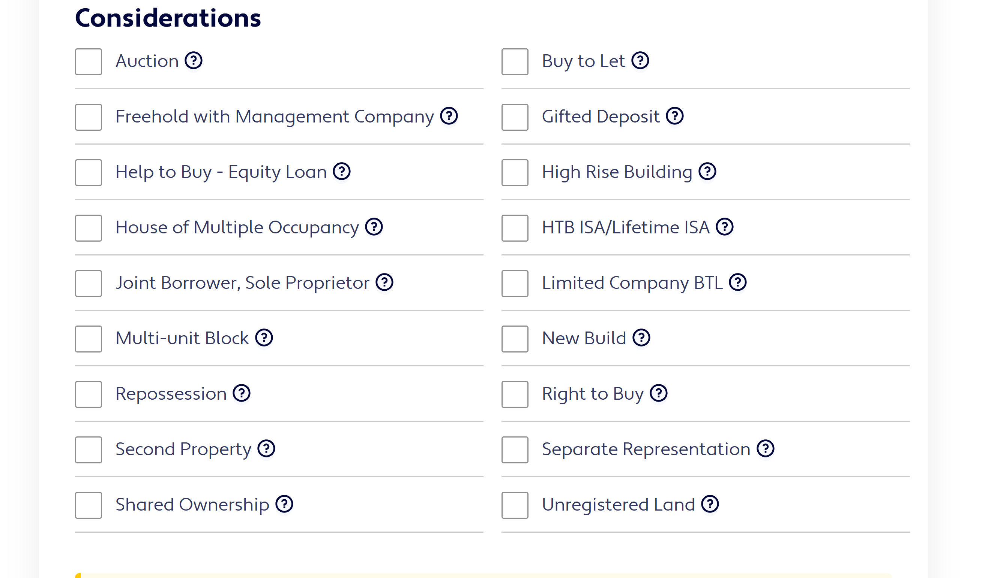 Considerations
Auction ?
Buy to Let ?
Freehold with Management Company ?
Gifted Deposit ?
Help to Buy - Equity Loan ?
High Rise Building ?
House of Multiple Occupancy ?
HTB ISA/Lifetime ISA ?
Joint Borrower, Sole Proprietor ?
Limited Company BTL ?
Multi-unit Block ?
New Build ?
Repossession ?
Right to Buy ?
Second Property ?
Separate Representation ?
Shared Ownership ?
Unregistered Land ?